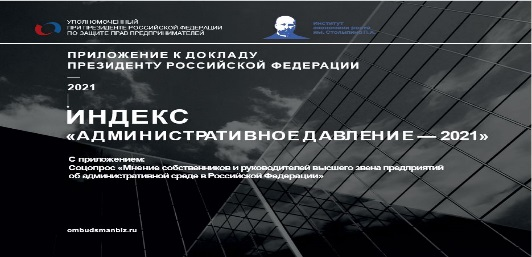 УПОЛНОМОЧЕННЫЙ
ПРИ ПРЕЗИДЕНТЕ РОССИЙСКОЙ ФЕДЕРАЦИИ
ПО ЗАЩИТЕ ПРАВ ПРЕДПРИНИМАТЕЛЕЙ
ИНСТИТУТ
ПРИЛОЖЕНИЕ К ДОКЛАДУ
ПРЕЗИДЕНТУ РОССИЙСКОЙ ФЕДЕРАЦИИ
2021
ИНДЕКС
«АДМИНИСТРАТИВНОЕ ДАВЛЕНИЕ — 2021»
С приложением:
Соцопрос «Мнение собственников и руководителей высшего звена предприятий
об административной среде в Российской Федерации»
ombudsmanbiz.ru